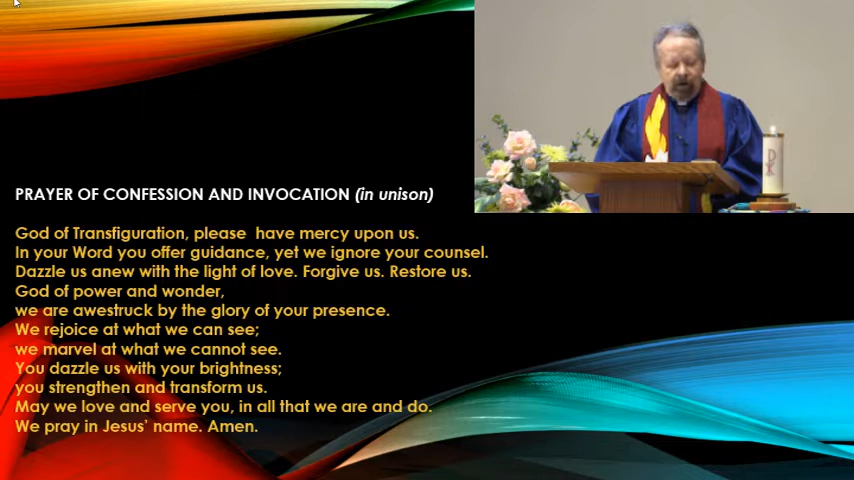 PRAYER OF CONFESSION AND INVOCATION (in unison)
God of Transfiguration, please  have mercy upon us.
In your Word you offer guidance, yet we ignore your counsel.
Dazzle us anew with the light of love. Forgive us. Restore us.
God of power and wonder,
we are awestruck by the glory of your presence.
We rejoice at what we can see;
we marvel at what we cannot see.
You dazzle us with your brightness;
you strengthen and transform us.
May we love and serve you, in all that we are and do.
We pray in Jesus' name. Amen.